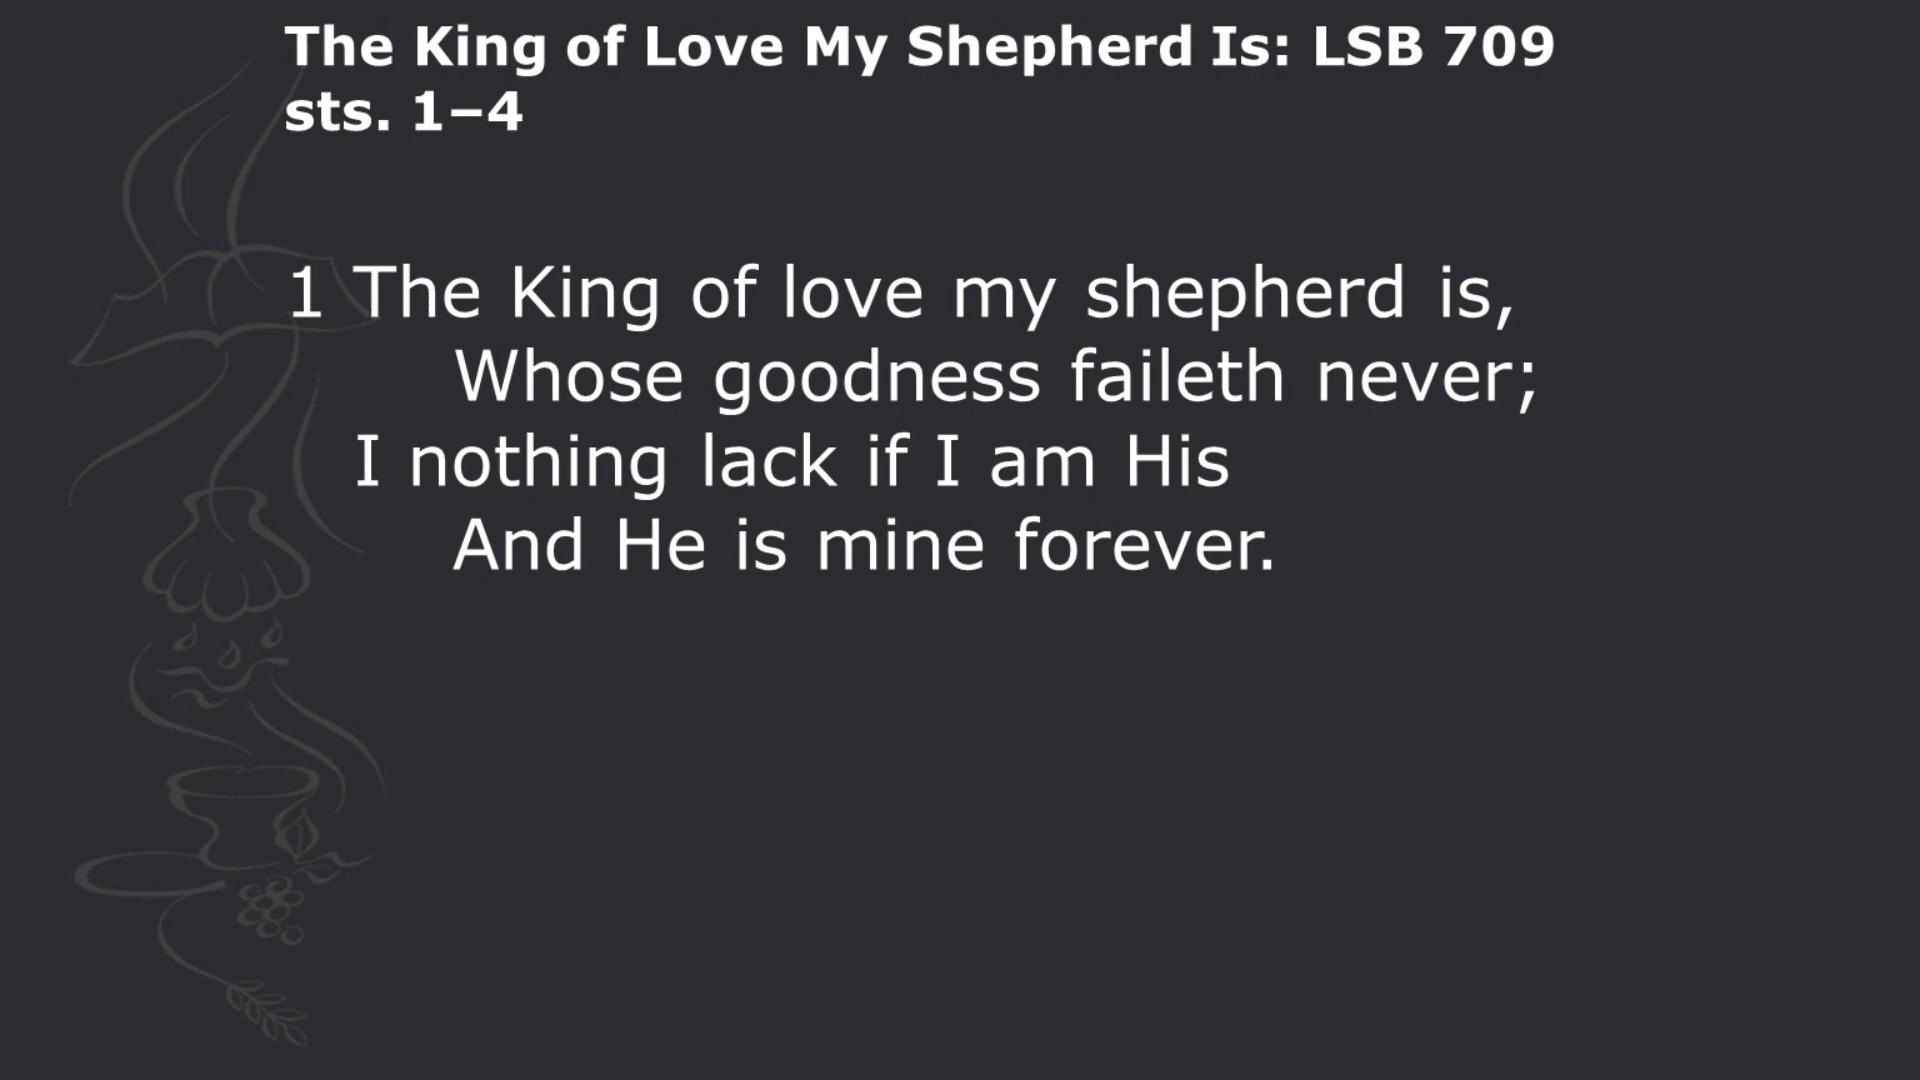 The King of Love My Shepherd Is: LSB 709
sts. 1–4
1 The King of love my shepherd is,
Whose goodness faileth never;
I nothing lack if I am His
And He is mine forever.